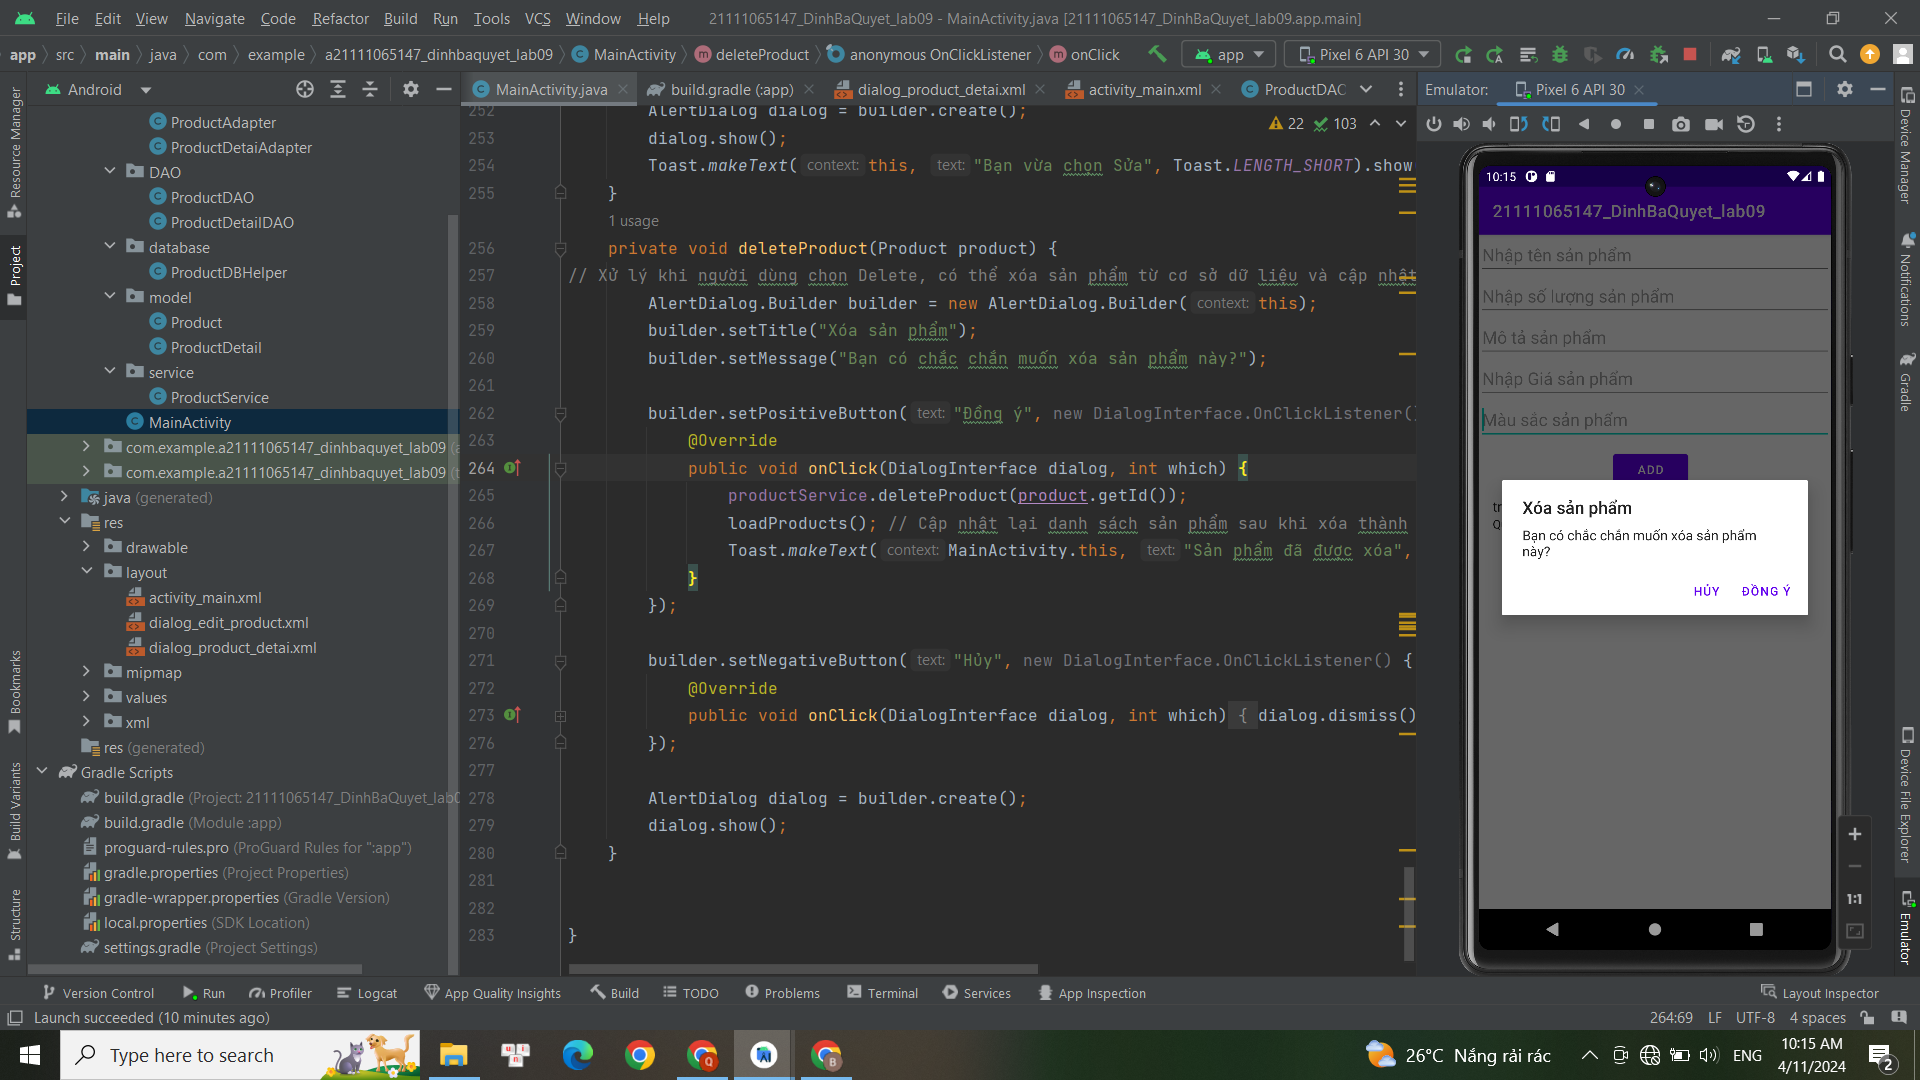 File Edit View Navigate Code Refactor Build Run Tools VCS Window Help 21111065147_DinhBaQuyet_lab09 - MainActivity.java [21111065147_DinhBaQuyet_lab09.app.main]
app src main java com example a21111065147_dinhbaquyet_lab09 MainActivity deleteProduct anonymous OnClickListener onClick app Pixel 6 API 30
Android
MainActivity.java build.gradle (:app) dialog_product_detai.xml activity_main.xml ProductDAC
Emulator: Pixel 6 API 30
Resource Manager
Project
Bookmarks
Build Variants
Structure
ProductAdapter
ProductDetaiAdapter
DAO
ProductDAO
ProductDetailDAO
database
ProductDBHelper
model
Product
ProductDetail
service
ProductService
MainActivity
com.example.a21111065147_dinhbaquyet_lab09 (a
com.example.a21111065147_dinhbaquyet_lab09 (t
java (generated)
res
drawable
layout
activity_main.xml
dialog_edit_product.xml
dialog_product_detai.xml
mipmap
values
xml
res (generated)
Gradle Scripts
build.gradle (Project: 21111065147_DinhBaQuyet_lab0
build.gradle (Module :app)
proguard-rules.pro (ProGuard Rules for ":app")
gradle.properties (Project Properties)
gradle-wrapper.properties (Gradle Version)
local.properties (SDK Location)
settings.gradle (Project Settings)
22 103
252 AlertDialog dialog = builder.create();
253 dialog.show();
254 Toast.makeText( context: this, text: "Bạn vừa chọn Sửa", Toast.LENGTH_SHORT).show
255 }
1 usage
256 private void deleteProduct(Product product) {
257 // Xử lý khi người dùng chọn Delete, có thể xóa sản phẩm từ cơ sở dữ liệu và cập nhật
258 AlertDialog.Builder builder = new AlertDialog.Builder( context: this);
259 builder.setTitle("Xóa sản phẩm");
260 builder.setMessage("Bạn có chắc chắn muốn xóa sản phẩm này?");
261
262 builder.setPositiveButton( text: "Đồng ý", new DialogInterface.OnClickListener()
263 @Override
264 public void onClick(DialogInterface dialog, int which) {
265 productService.deleteProduct(product.getId());
266 loadProducts(); // Cập nhật lại danh sách sản phẩm sau khi xóa thành
267 Toast.makeText( context: MainActivity.this, text: "Sản phẩm đã được xóa",
268 }
269 });
270
271 builder.setNegativeButton( text: "Hủy", new DialogInterface.OnClickListener() {
272 @Override
273 public void onClick(DialogInterface dialog, int which) { dialog.dismiss()
276 });
277
278 AlertDialog dialog = builder.create();
279 dialog.show();
280 }
281
282
283 }
10:15
21111065147_DinhBaQuyet_lab09
Nhập tên sản phẩm
Nhập số lượng sản phẩm
Mô tả sản phẩm
Nhập Giá sản phẩm
Màu sắc sản phẩm
ADD
Xóa sản phẩm
Bạn có chắc chắn muốn xóa sản phẩm
này?
HỦY ĐỒNG Ý
1:1
Device Manager
Notifications
Gradle
Device File Explorer
Emulator
Version Control Run Profiler Logcat App Quality Insights Build TODO Problems Terminal Services App Inspection Layout Inspector
Launch succeeded (10 minutes ago) 264:69 LF UTF-8 4 spaces
Type here to search
26°C Nắng rải rác ENG
10:15 AM
4/11/2024
2